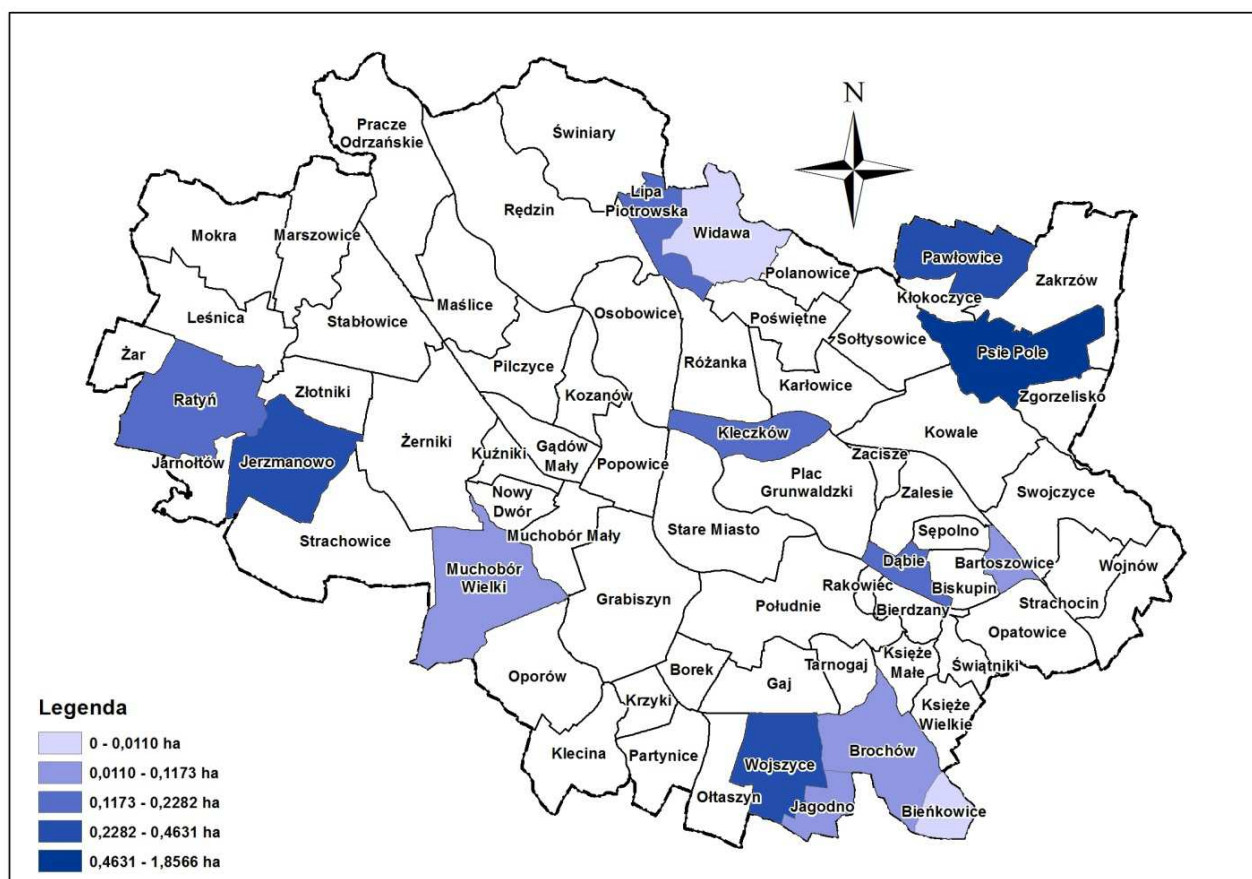 N
Pracze
Odrzańskie
Świniary
Lipa
Piotrowska
Rędzin
Widawa
Mokra
Marszowice
Pawłowice
Polanowice
Zakrzów
Kłokoczyce
Leśnica
Stabłowice
Maślice
Osobowice
Poświętne
Sołtysowice
Psie Pole
Żar
Pilczyce
Różanka
Ratyń
Złotniki
Kozanów
Karłowice
Zgorzelisko
Kleczków
Kowale
Żerniki
Kuźniki
Gądów
Mały
Jarnołtów
Jerzmanowo
Popowice
Zacisze
Plac
Grunwaldzki
Zalesie
Swojczyce
Nowy
Dwór
Stare Miasto
Sępolno
Strachowice
Muchobór Mały
Muchobór
Wielki
Dąbie
Bartoszowice
Wojnów
Rakowiec
Biskupin
Grabiszyn
Południe
Bierdzany
Strachocin
Opatowice
Oporów
Borek
Gaj
Tarnogaj
Księże
Małe
Świątniki
Krzyki
Księże
Wielkie
Klecina
Partynice
Wojszyce
Brochów
Ołtaszyn
Jagodno
Bieńkowice
Legenda
0 - 0,0110 ha
0,0110 - 0,1173 ha
0,1173 - 0,2282 ha
0,2282 - 0,4631 ha
0,4631 - 1,8566 ha